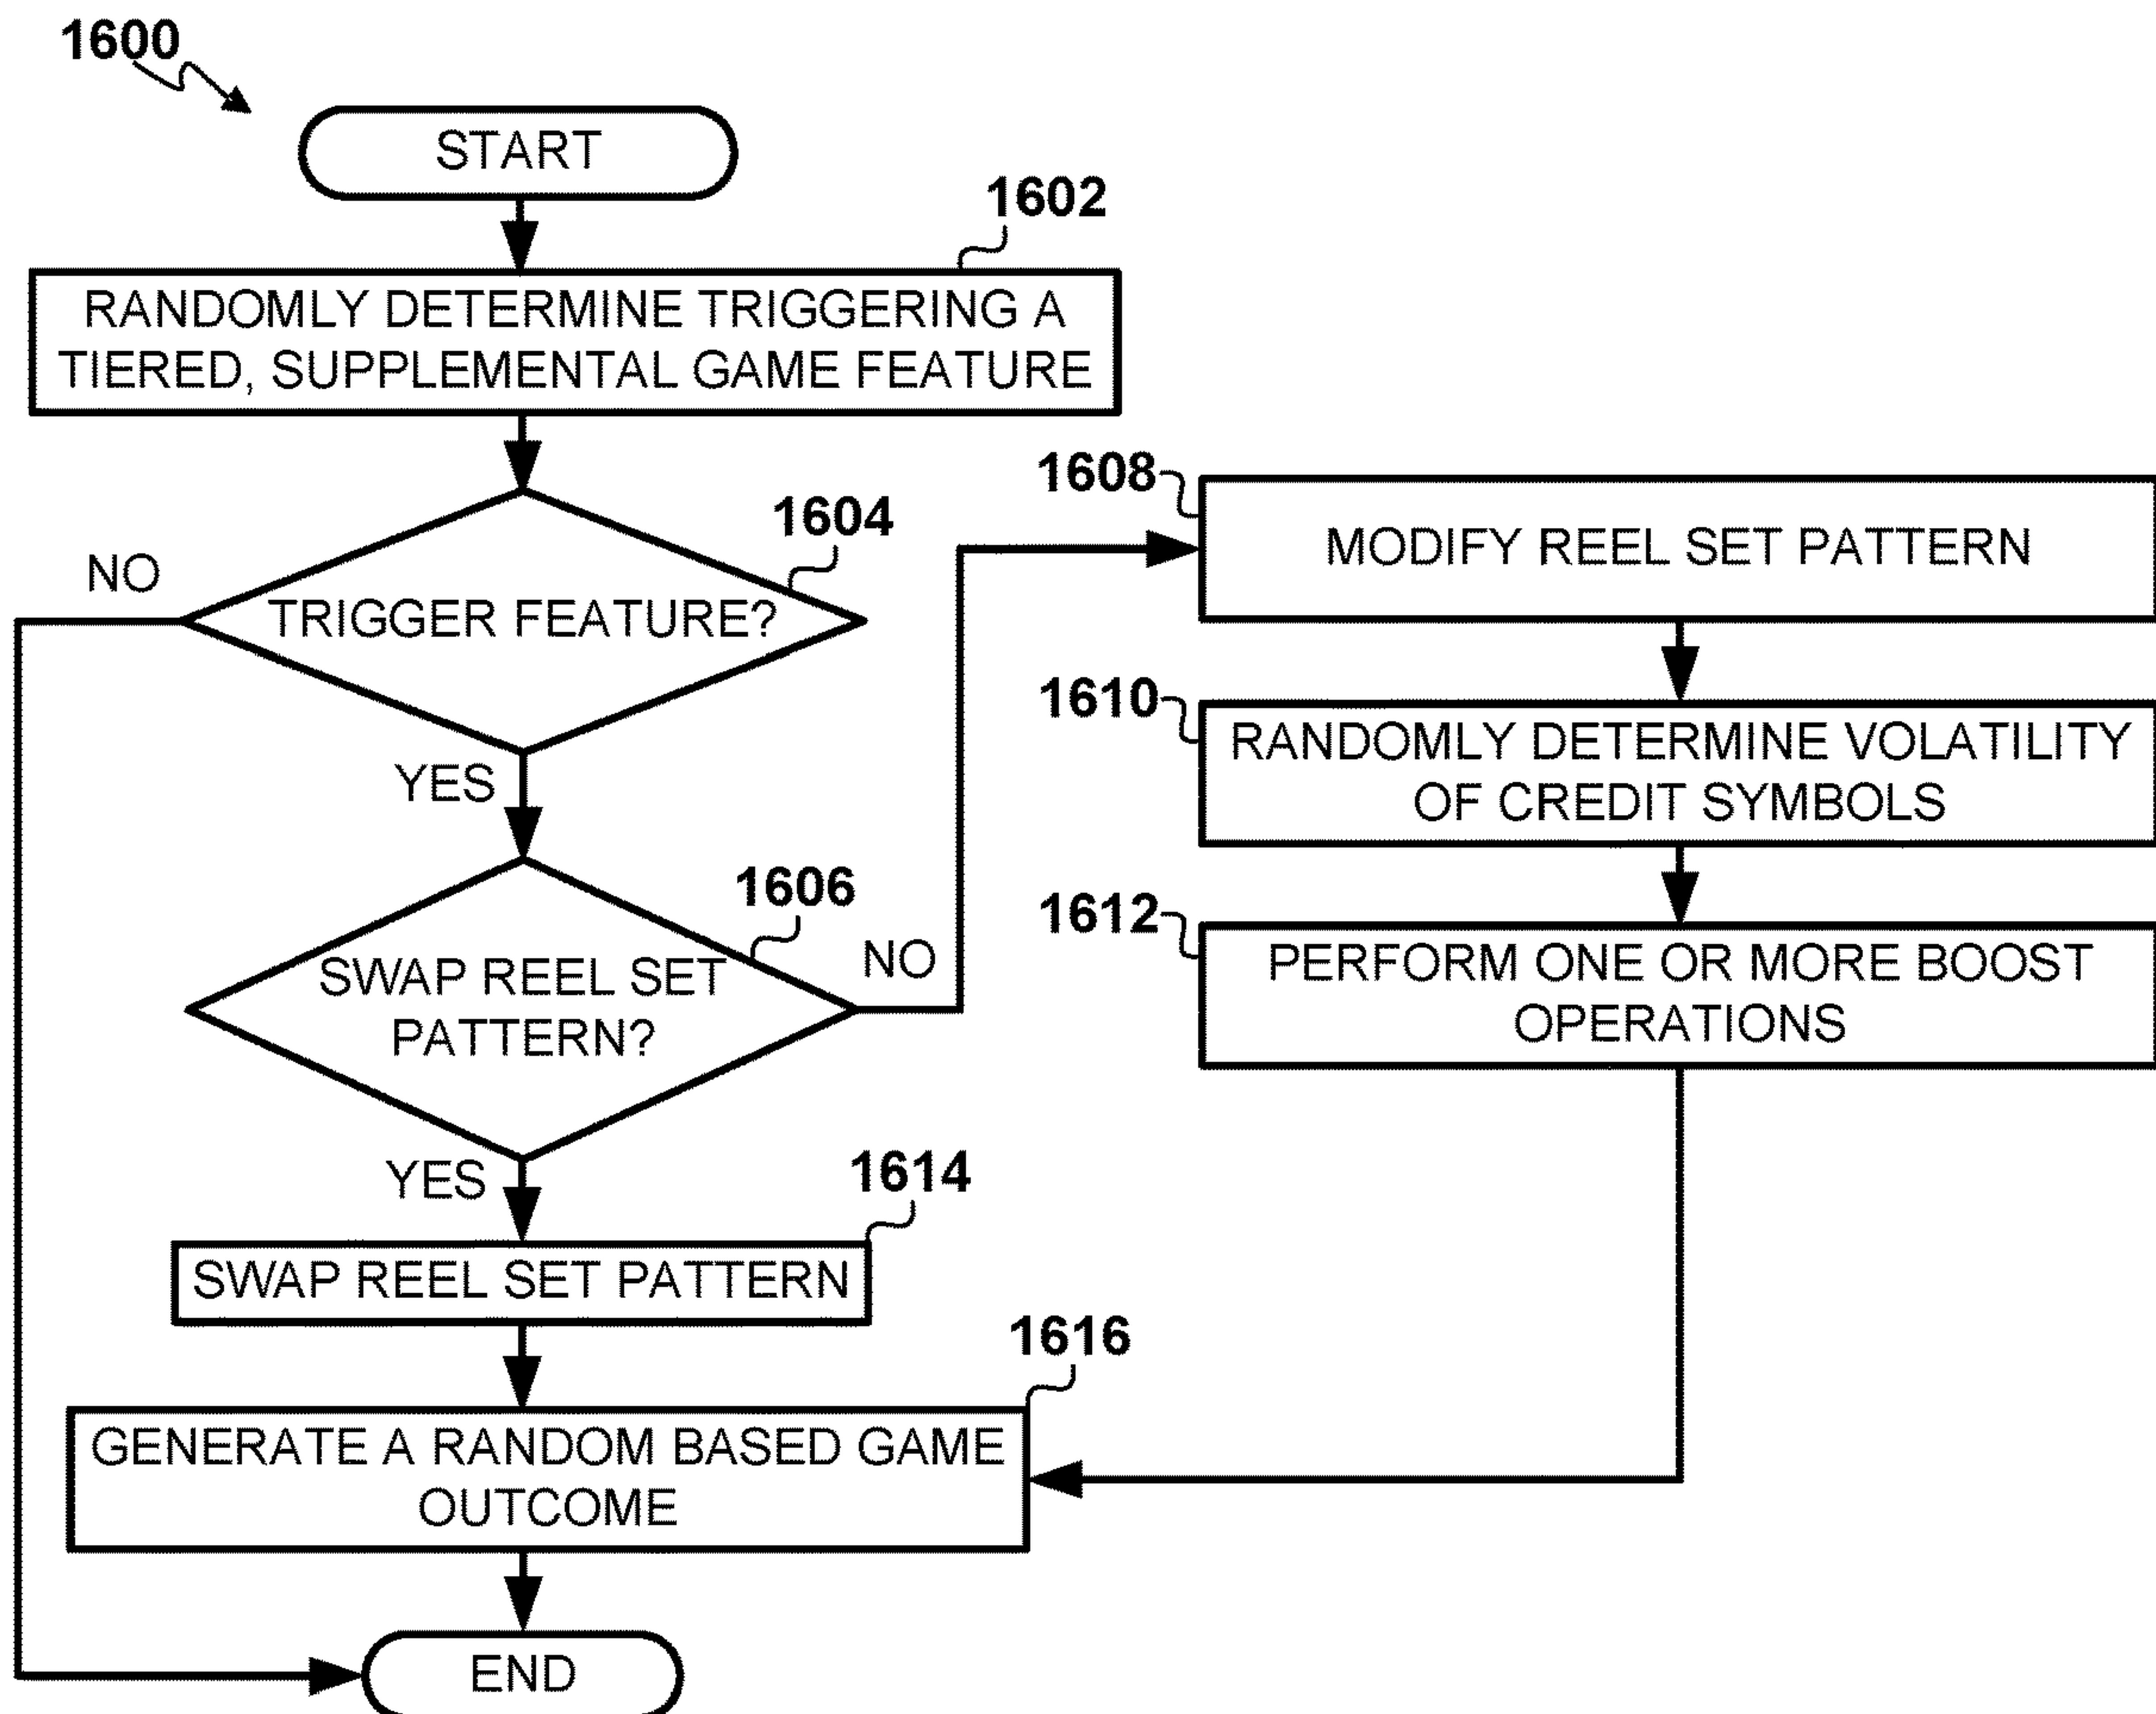 1600
START
1602
RANDOMLY DETERMINE TRIGGERING A
TIERED, SUPPLEMENTAL GAME FEATURE
1604
NO
TRIGGER FEATURE?
YES
1606
SWAP REEL SET
PATTERN?
NO
YES
1608
MODIFY REEL SET PATTERN
1610
RANDOMLY DETERMINE VOLATILITY
OF CREDIT SYMBOLS
1612
PERFORM ONE OR MORE BOOST
OPERATIONS
1614
SWAP REEL SET PATTERN
1616
GENERATE A RANDOM BASED GAME
OUTCOME
END